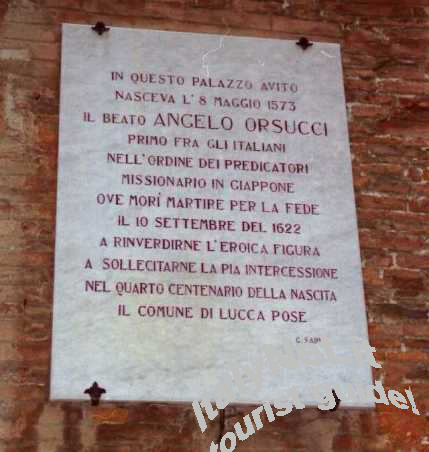 IN QUESTO PALAZZO AVITO
NASCEVA L'8 MAGGIO 1573
IL BEATO ANGELO ORSUCCI
PRIMO FRA GLI ITALIANI
NELL'ORDINE DEI PREDICATORI
MISSIONARIO IN GIAPPONE
OVE MORÌ MARTIRE PER LA FEDE
IL 10 SETTEMBRE DEL 1622
A RINVERDIRNE L'EROICA FIGURA
A SOLLECITARNE LA PIA INTERCESSIONE
NEL QUARTO CENTENARIO DELLA NASCITA
IL COMUNE DI LUCCA POSE
G.
tourist guide!